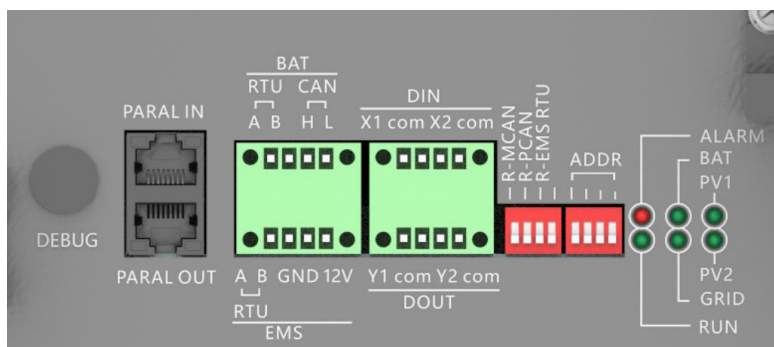 BAT
RTU CAN
A B H L
DIN
X1 com X2 com
PARAL IN
R-MCAN
R-PCAN
R-EMS RTU
ADDR
ALARM
BAT
PV1
DEBUG
PARAL OUT
A B GND 12V
RTU
EMS
Y1 com Y2 com
DOUT
PV2
GRID
RUN